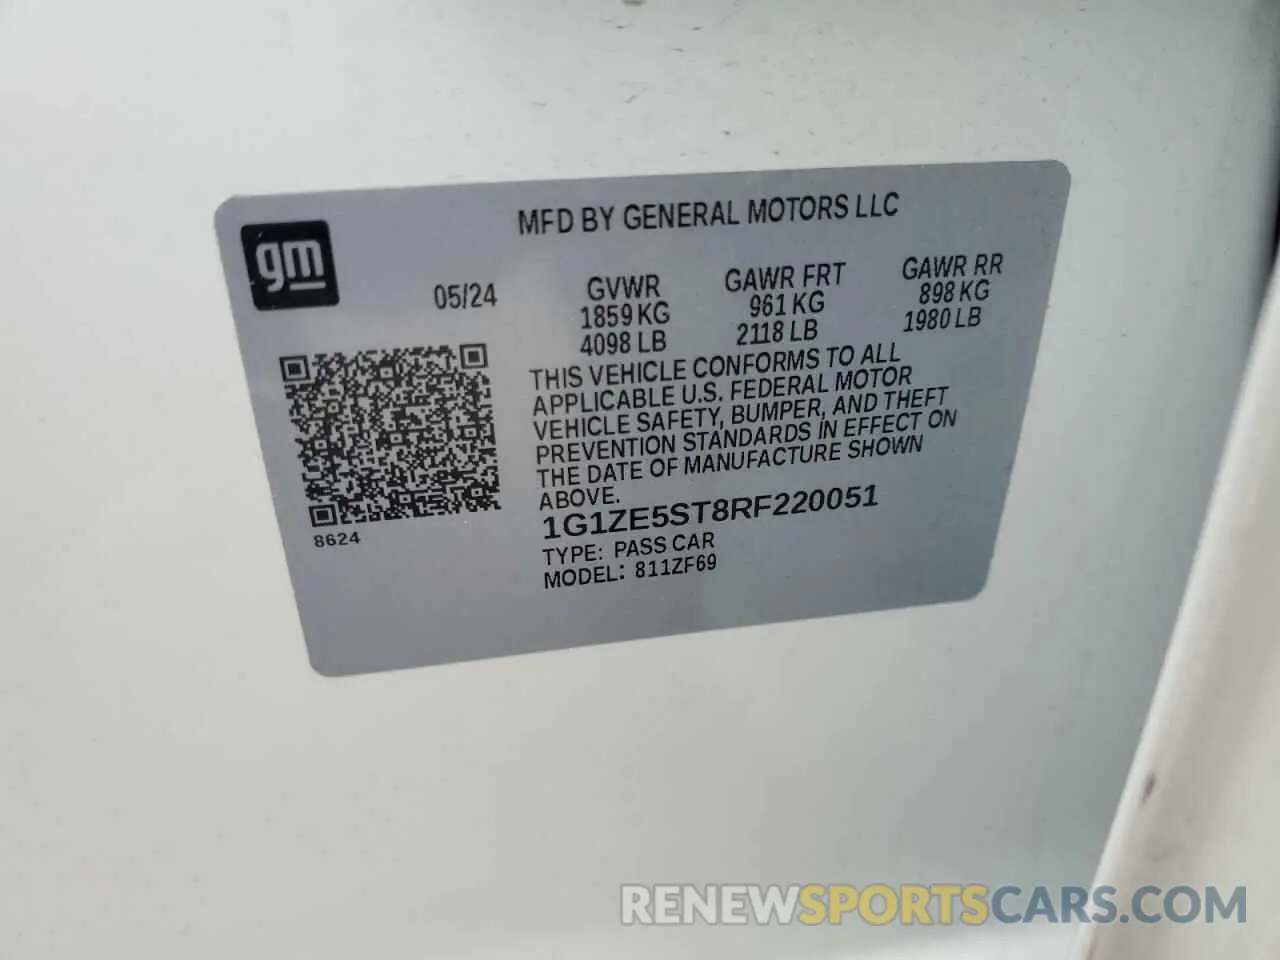 MFD BY GENERAL MOTORS LLC
gm
05/24
GVWR
1859 KG
4098 LB
GAWR FRT
961 KG
2118 LB
GAWR RR
898 KG
1980 LB
THIS VEHICLE CONFORMS TO ALL
APPLICABLE U.S. FEDERAL MOTOR
VEHICLE SAFETY, BUMPER, AND THEFT
PREVENTION STANDARDS IN EFFECT ON
THE DATE OF MANUFACTURE SHOWN
ABOVE.
1G1ZE5ST8RF220051
TYPE: PASS CAR
MODEL: 811ZF69
8624
RENEWSPORTSCARS.COM